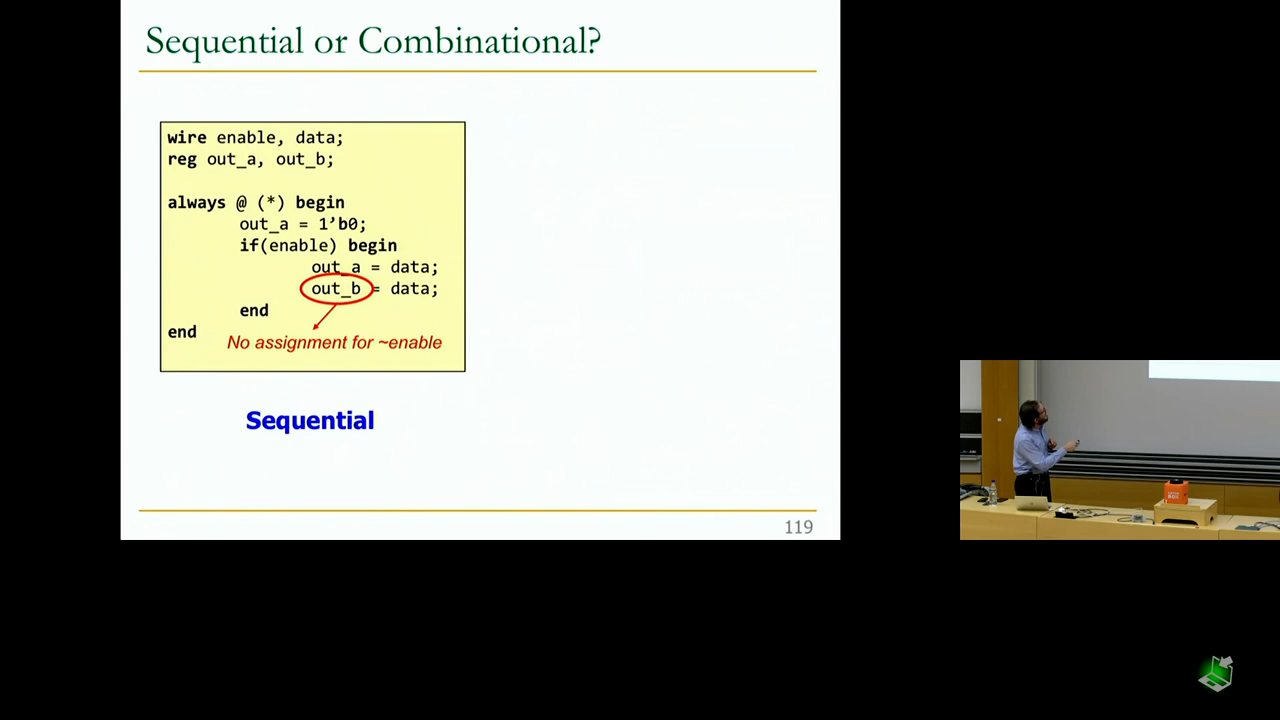 Sequential or Combinational?
wire enable, data;
reg out_a, out_b;
always @ (*) begin
out_a = 1’b0;
if(enable) begin
out_a = data;
out_b = data;
end
end
No assignment for ~enable
Sequential
119